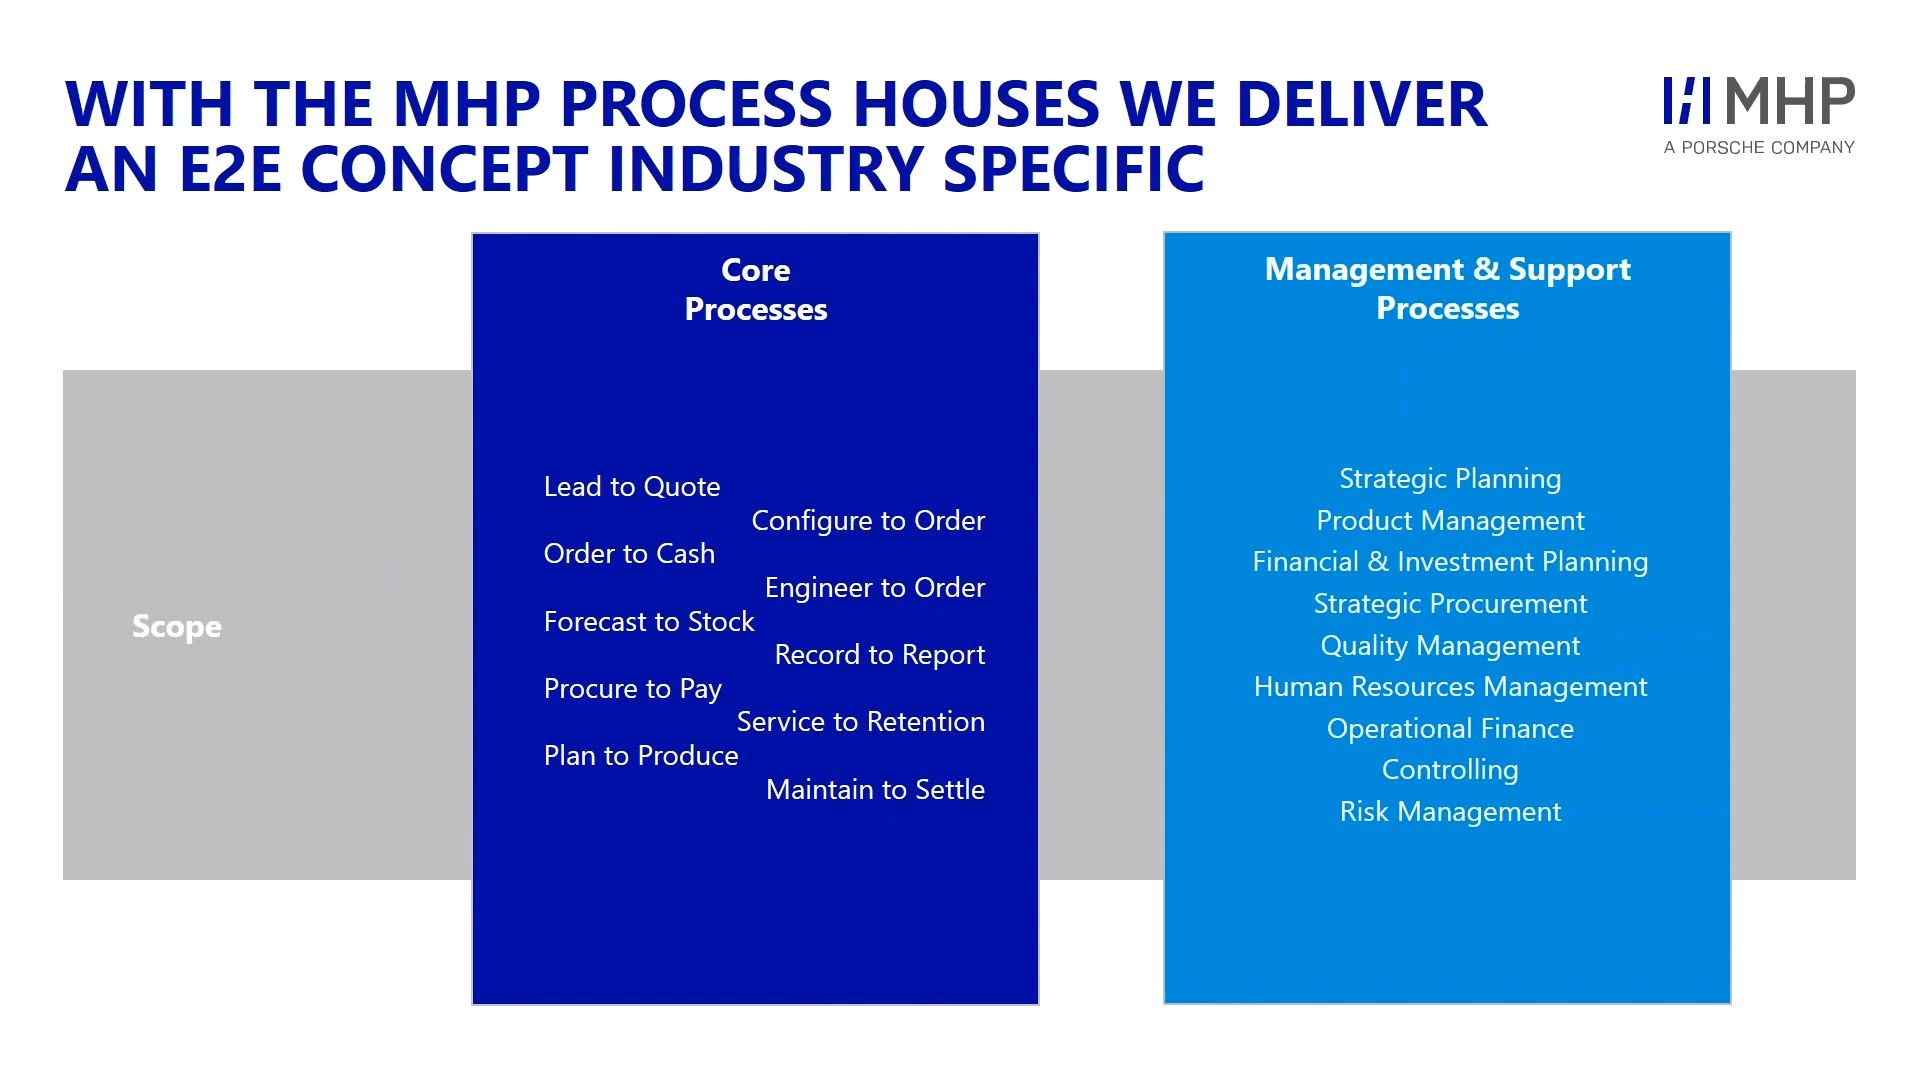 WITH THE MHP PROCESS HOUSES WE DELIVER
AN E2E CONCEPT INDUSTRY SPECIFIC
MHP
A PORSCHE COMPANY
Scope
Core
Processes
Lead to Quote
Configure to Order
Order to Cash
Engineer to Order
Forecast to Stock
Record to Report
Procure to Pay
Service to Retention
Plan to Produce
Maintain to Settle
Management & Support
Processes
Strategic Planning
Product Management
Financial & Investment Planning
Strategic Procurement
Quality Management
Human Resources Management
Operational Finance
Controlling
Risk Management